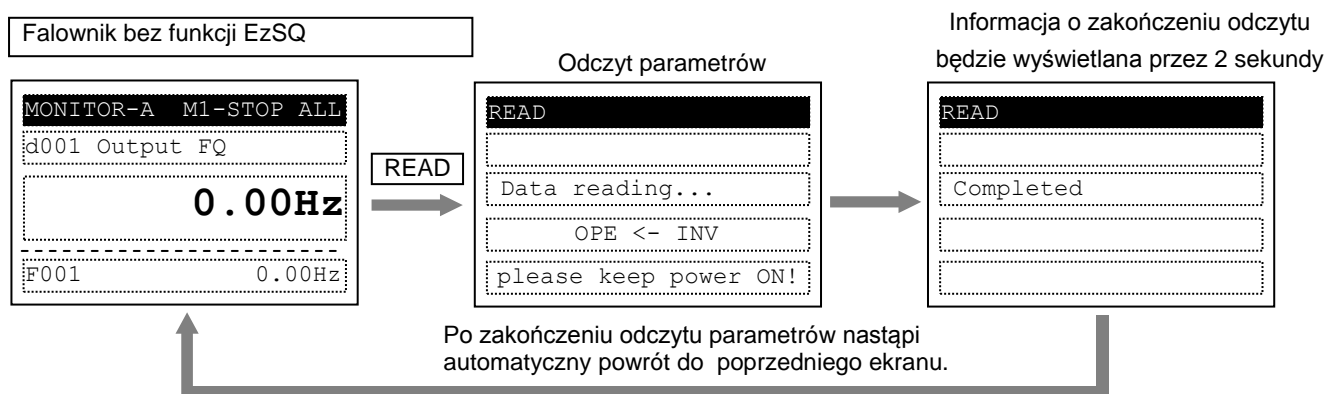 Falownik bez funkcji EzSQ
MONITOR-A M1-STOP ALL
d001 Output FQ
0.00Hz
F001 0.00Hz
READ
Odczyt parametrów
READ
Data reading...
OPE <- INV
please keep power ON!
Informacja o zakończeniu odczytu
będzie wyświetlana przez 2 sekundy
READ
Completed
Po zakończeniu odczytu parametrów nastąpi
automatyczny powrót do poprzedniego ekranu.